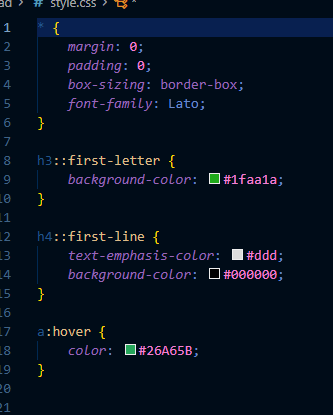 ad > # style.css > *
1 * {
2 margin: 0;
3 padding: 0;
4 box-sizing: border-box;
5 font-family: Lato;
6 }
7
8 h3::first-letter {
9 background-color: #1faa1a;
10 }
11
12 h4::first-line {
13 text-emphasis-color: #ddd;
14 background-color: #000000;
15 }
16
17 a:hover {
18 color: #26A65B;
19 }
20
21